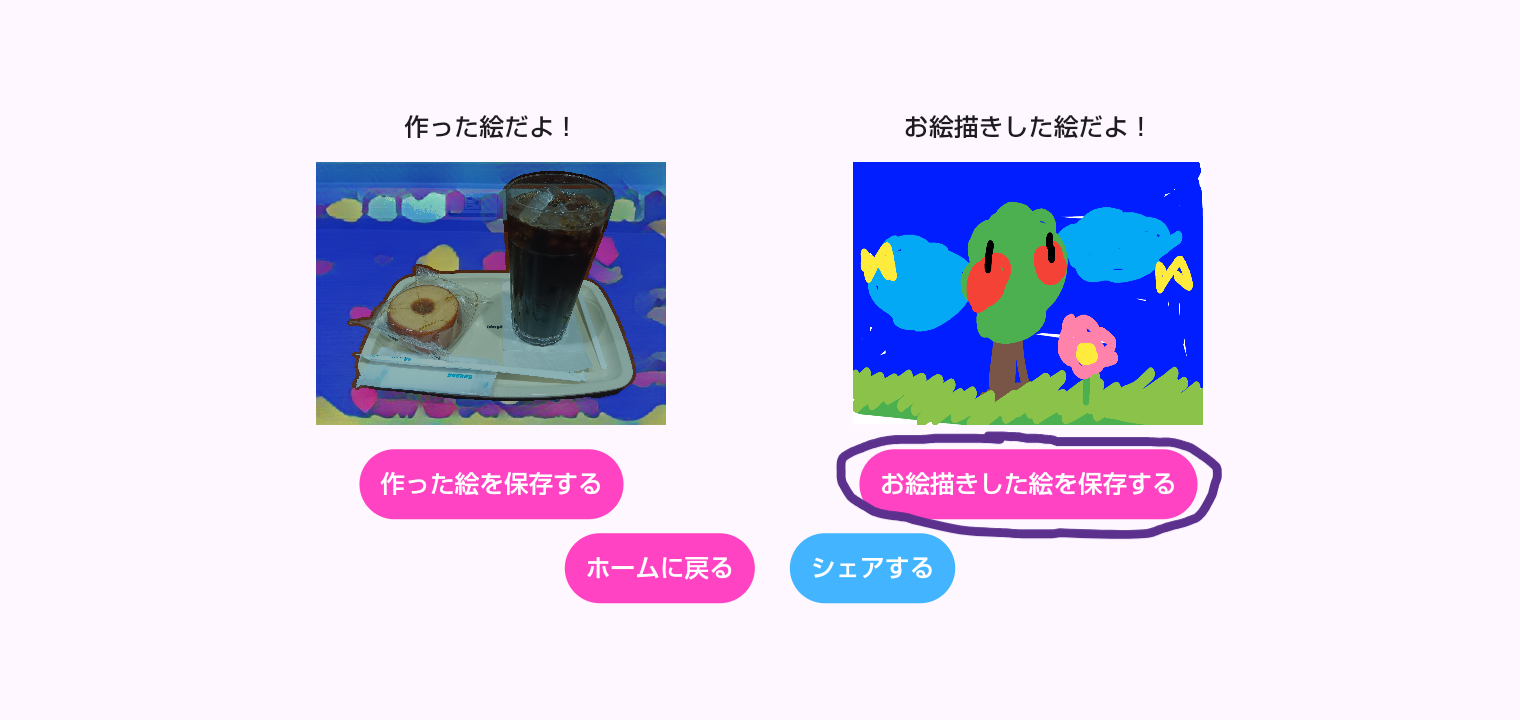 作った絵だよ！
お絵描きした絵だよ！
作った絵を保存する
お絵描きした絵を保存する
ホームに戻る
シェアする